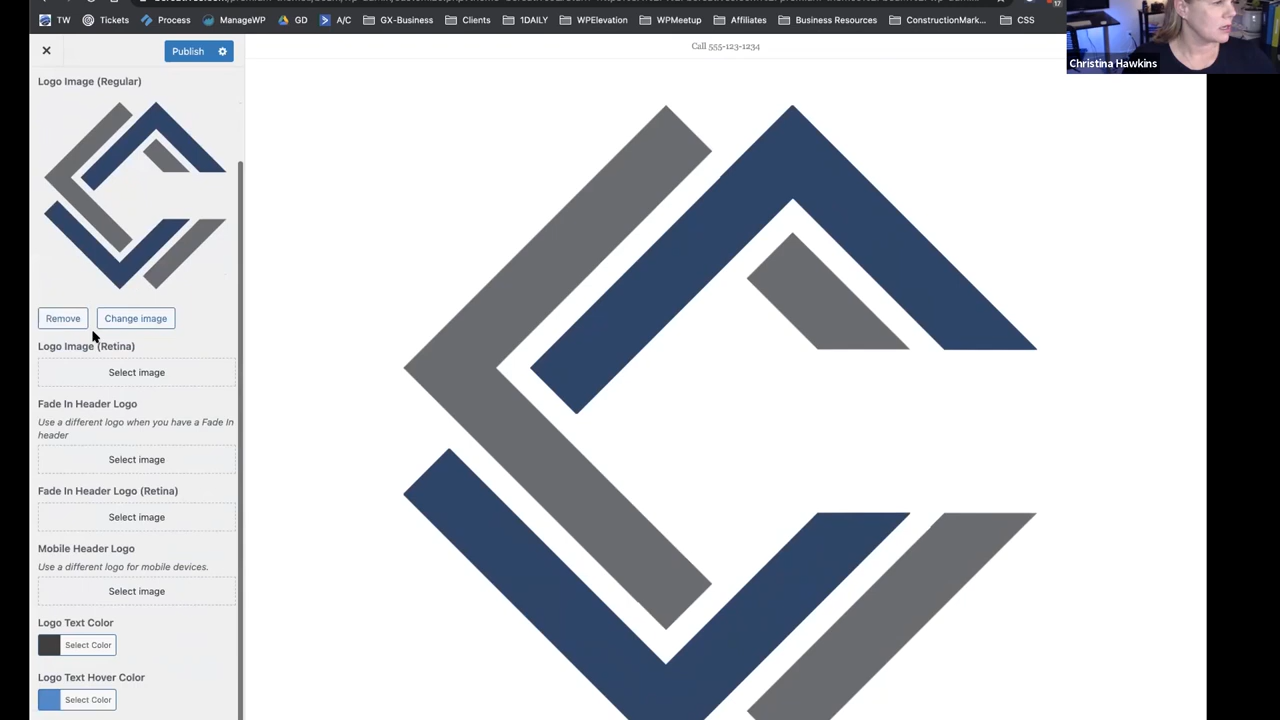 TW
Tickets
Process
ManageWP
GD
A/C
GX-Business
Clients
1DAILY
WPElevation
WPMeetup
Affiliates
Business Resources
ConstructionMark...
CSS
17
Publish
Call 555-123-1234
Christina Hawkins
Logo Image (Regular)
Remove
Change image
Logo Image (Retina)
Select image
Fade In Header Logo
Use a different logo when you have a Fade In
header
Select image
Fade In Header Logo (Retina)
Select image
Mobile Header Logo
Use a different logo for mobile devices.
Select image
Logo Text Color
Select Color
Logo Text Hover Color
Select Color